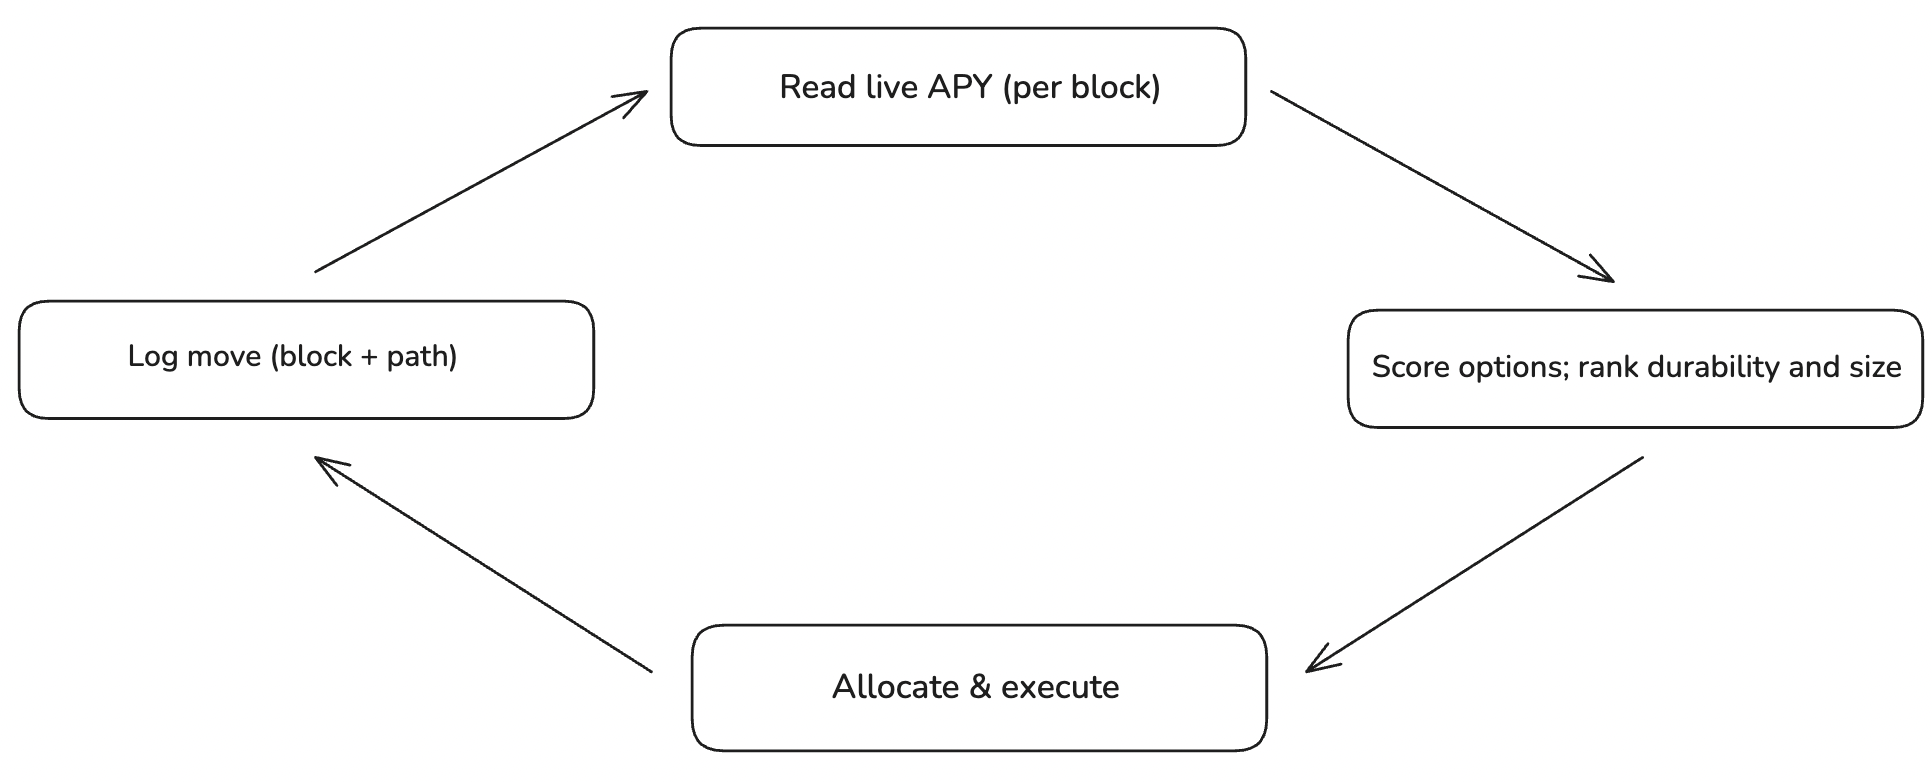 Read live APY (per block)
Log move (block + path)
Score options; rank durability and size
Allocate & execute